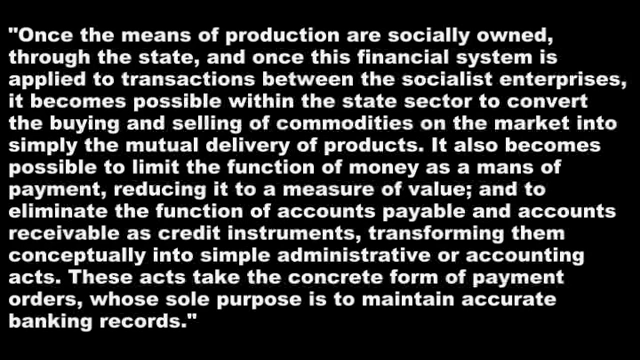 "Once the means of production are socially owned,
through the state, and once this financial system is
applied to transactions between the socialist enterprises,
it becomes possible within the state sector to convert
the buying and selling of commodities on the market into
simply the mutual delivery of products. It also becomes
possible to limit the function of money as a mans of
payment, reducing it to a measure of value; and to
eliminate the function of accounts payable and accounts
receivable as credit instruments, transforming them
conceptually into simple administrative or accounting
acts. These acts take the concrete form of payment
orders, whose sole purpose is to maintain accurate
banking records."